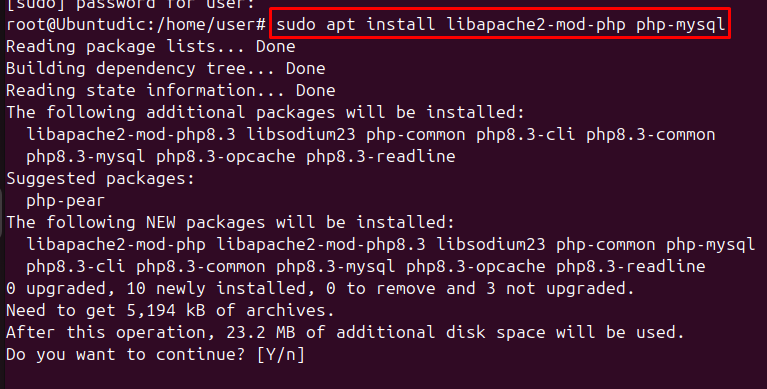 [sudo] password for user:
root@Ubuntudic:/home/user# sudo apt install libapache2-mod-php php-mysql
Reading package lists... Done
Building dependency tree... Done
Reading state information... Done
The following additional packages will be installed:
  libapache2-mod-php8.3 libsodium23 php-common php8.3-cli php8.3-common
  php8.3-mysql php8.3-opcache php8.3-readline
Suggested packages:
  php-pear
The following NEW packages will be installed:
  libapache2-mod-php libapache2-mod-php8.3 libsodium23 php-common php-mysql
  php8.3-cli php8.3-common php8.3-mysql php8.3-opcache php8.3-readline
0 upgraded, 10 newly installed, 0 to remove and 3 not upgraded.
Need to get 5,194 kB of archives.
After this operation, 23.2 MB of additional disk space will be used.
Do you want to continue? [Y/n]